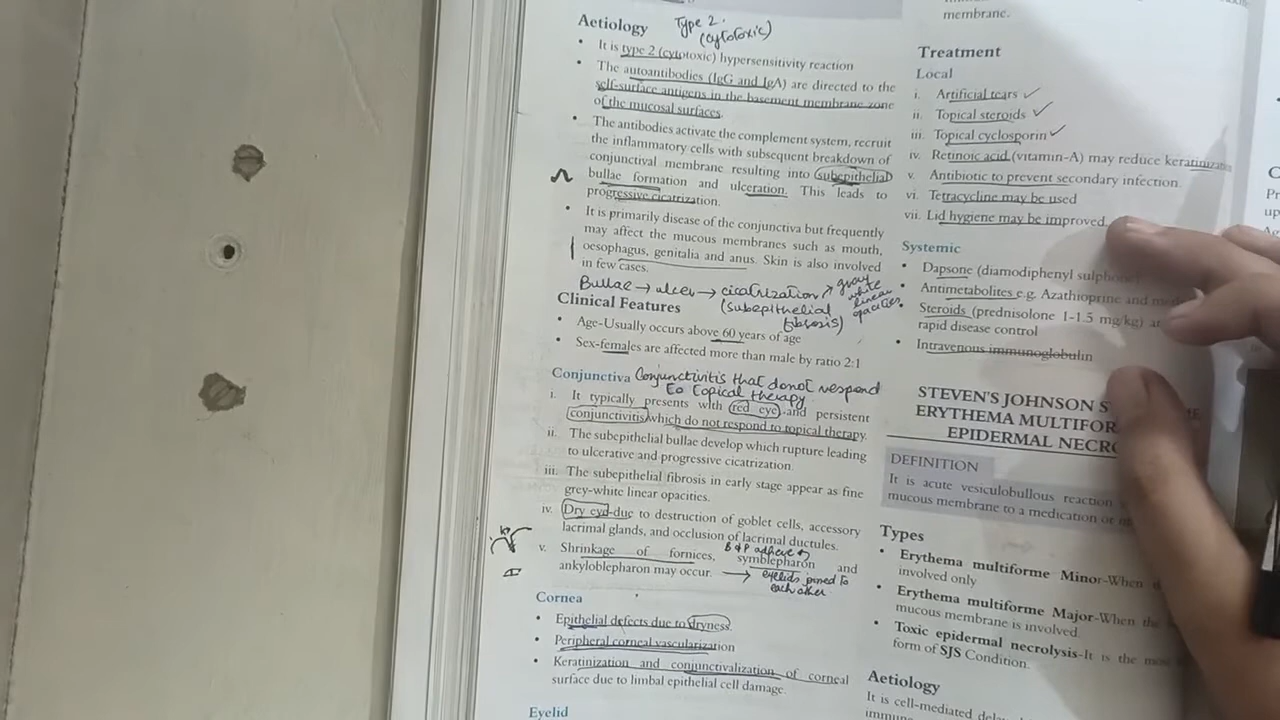 Aetiology
Type 2.
(cytotoxic)
• It is type 2 (cytotoxic) hypersensitivity reaction
• The autoantibodies (IgG and IgA) are directed to the
self-surface antigens in the basement membrane zone
of the mucosal surfaces.
• The antibodies activate the complement system, recruit
the inflammatory cells with subsequent breakdown of
conjunctival membrane resulting into subepithelial
bullae formation and ulceration. This leads to
progressive cicatrization.
• It is primarily disease of the conjunctiva but frequently
may affect the mucous membranes such as mouth,
oesophagus, genitalia and anus. Skin is also involved
in few cases.
Bullae → ulcer → cicatrization → gray
white
linear
opacities
(subepithelial
fibrosis)
Clinical Features
• Age-Usually occurs above 60 years of age
• Sex-females are affected more than male by ratio 2:1
Conjunctiva
Conjunctivitis that donot respond
to topical therapy.
i. It typically presents with red eye and persistent
conjunctivitis which do not respond to topical therapy.
ii. The subepithelial bullae develop which rupture leading
to ulcerative and progressive cicatrization.
iii. The subepithelial fibrosis in early stage appear as fine
grey-white linear opacities.
iv. Dry eye-due to destruction of goblet cells, accessory
lacrimal glands, and occlusion of lacrimal ductules.
B & P adhere
v. Shrinkage of fornices, symblepharon and
ankyloblepharon may occur. → eyelids joined to
each other
Cornea
• Epithelial defects due to dryness
• Peripheral corneal vascularization
• Keratinization and conjunctivalization of corneal
surface due to limbal epithelial cell damage.
Eyelid
membrane.
Treatment
Local
i. Artificial tears ✓
ii. Topical steroids ✓
iii. Topical cyclosporin ✓
iv. Retinoic acid (vitamin-A) may reduce keratinization
v. Antibiotic to prevent secondary infection.
vi. Tetracycline may be used
vii. Lid hygiene may be improved.
Systemic
• Dapsone (diamodiphenyl sulphone
• Antimetabolites e.g. Azathioprine and
• Steroids (prednisolone 1-1.5 mg/kg)
rapid disease control
• Intravenous immunoglobulin
STEVEN'S JOHNSON
ERYTHEMA MULTIFOR
EPIDERMAL NECRO
DEFINITION
It is acute vesiculobullous reaction
mucous membrane to a medication or
Types
• Erythema multiforme Minor-When
involved only
• Erythema multiforme Major-When the
mucous membrane is involved.
• Toxic epidermal necrolysis-It is the
form of SJS Condition.
Aetiology
It is cell-mediated